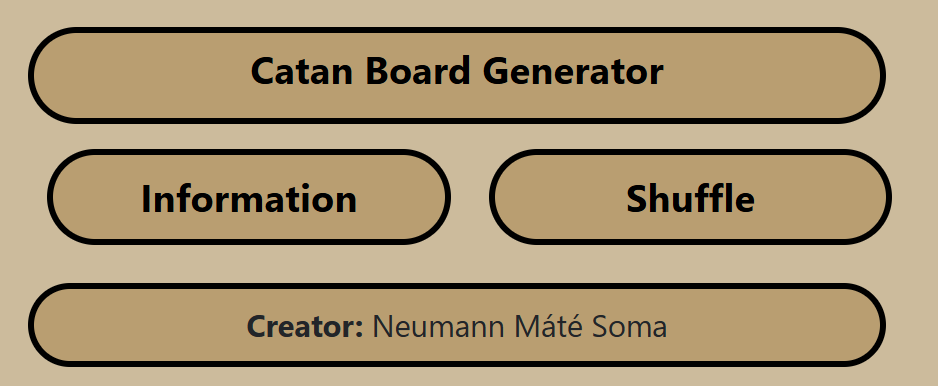 Catan Board Generator
Information
Shuffle
Creator: Neumann Máté Soma